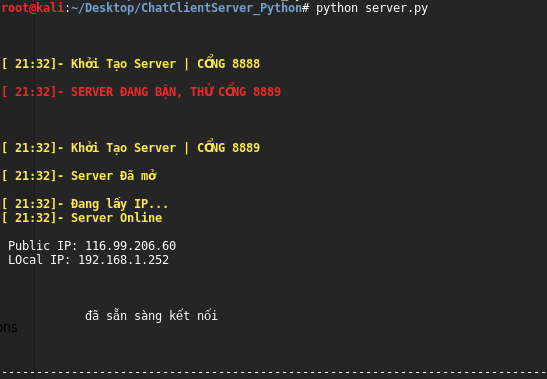 root@kali:~/Desktop/ChatClientServer_Python# python server.py
[ 21:32]- Khởi Tạo Server | CỔNG 8888
[ 21:32]- SERVER ĐANG BẬN, THỬ CỔNG 8889
[ 21:32]- Khởi Tạo Server | CỔNG 8889
[ 21:32]- Server Đã mở
[ 21:32]- Đang lấy IP...
[ 21:32]- Server Online
Public IP: 116.99.206.60
LOcal IP: 192.168.1.252
đã sẵn sàng kết nối
ons
--------------------------------------------------------------------------------